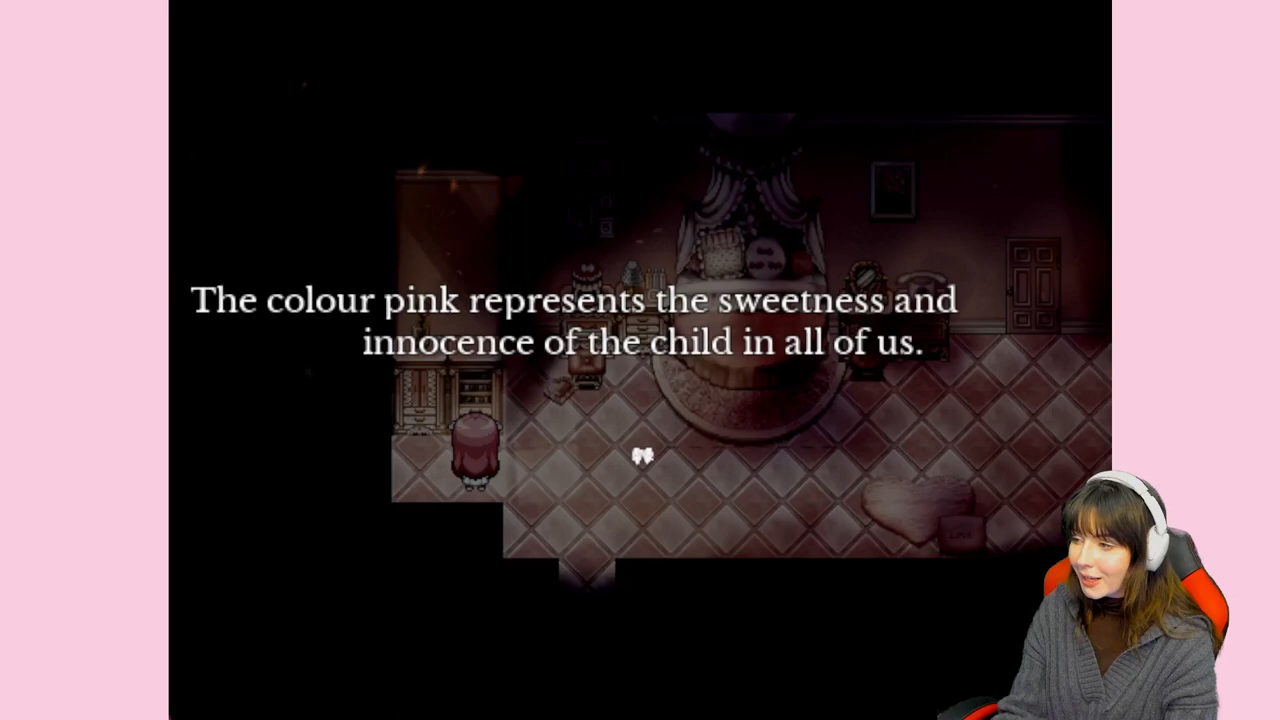 The colour pink represents the sweetness and
innocence of the child in all of us.